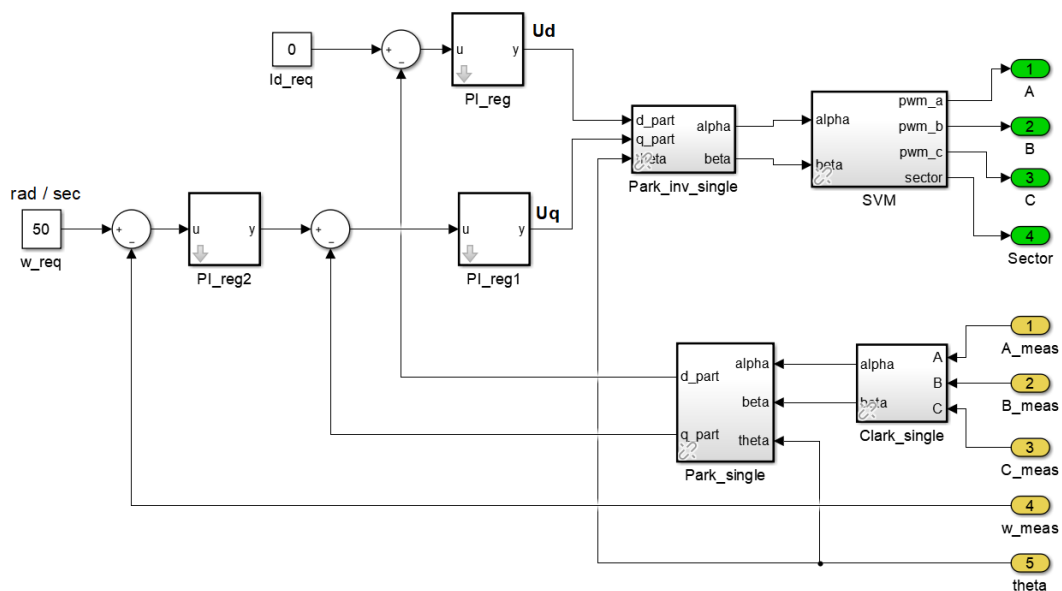 Ud
0
+
−
u
y
Id_req
PI_reg
d_part
alpha
q_part
theta
beta
Park_inv_single
alpha
beta
pwm_a
pwm_b
pwm_c
sector
SVM
1
A
2
B
3
C
4
Sector
rad / sec
50
w_req
+
−
u
y
PI_reg2
+
−
u
y
PI_reg1
Uq
d_part
q_part
alpha
beta
theta
Park_single
alpha
beta
A
B
C
Clark_single
1
A_meas
2
B_meas
3
C_meas
4
w_meas
5
theta